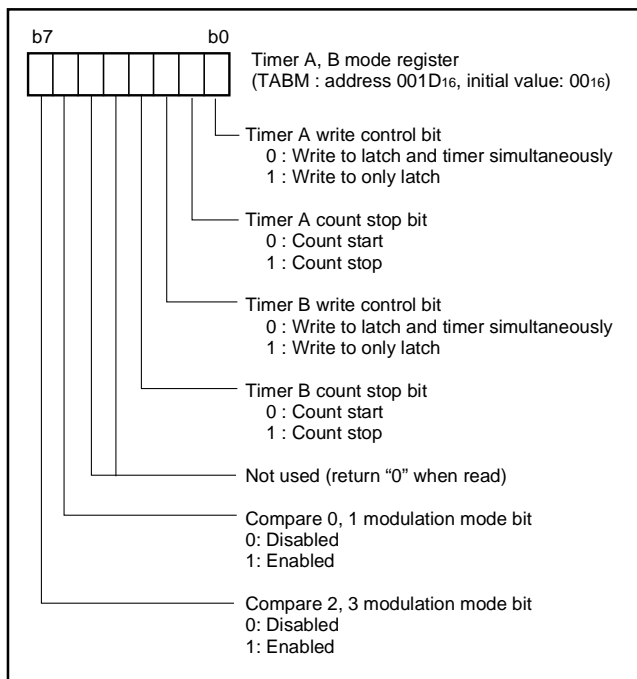 b7 b0
Timer A, B mode register
(TABM : address 001D16, initial value: 0016)
Timer A write control bit
0 : Write to latch and timer simultaneously
1 : Write to only latch
Timer A count stop bit
0 : Count start
1 : Count stop
Timer B write control bit
0 : Write to latch and timer simultaneously
1 : Write to only latch
Timer B count stop bit
0 : Count start
1 : Count stop
Not used (return “0” when read)
Compare 0, 1 modulation mode bit
0: Disabled
1: Enabled
Compare 2, 3 modulation mode bit
0: Disabled
1: Enabled